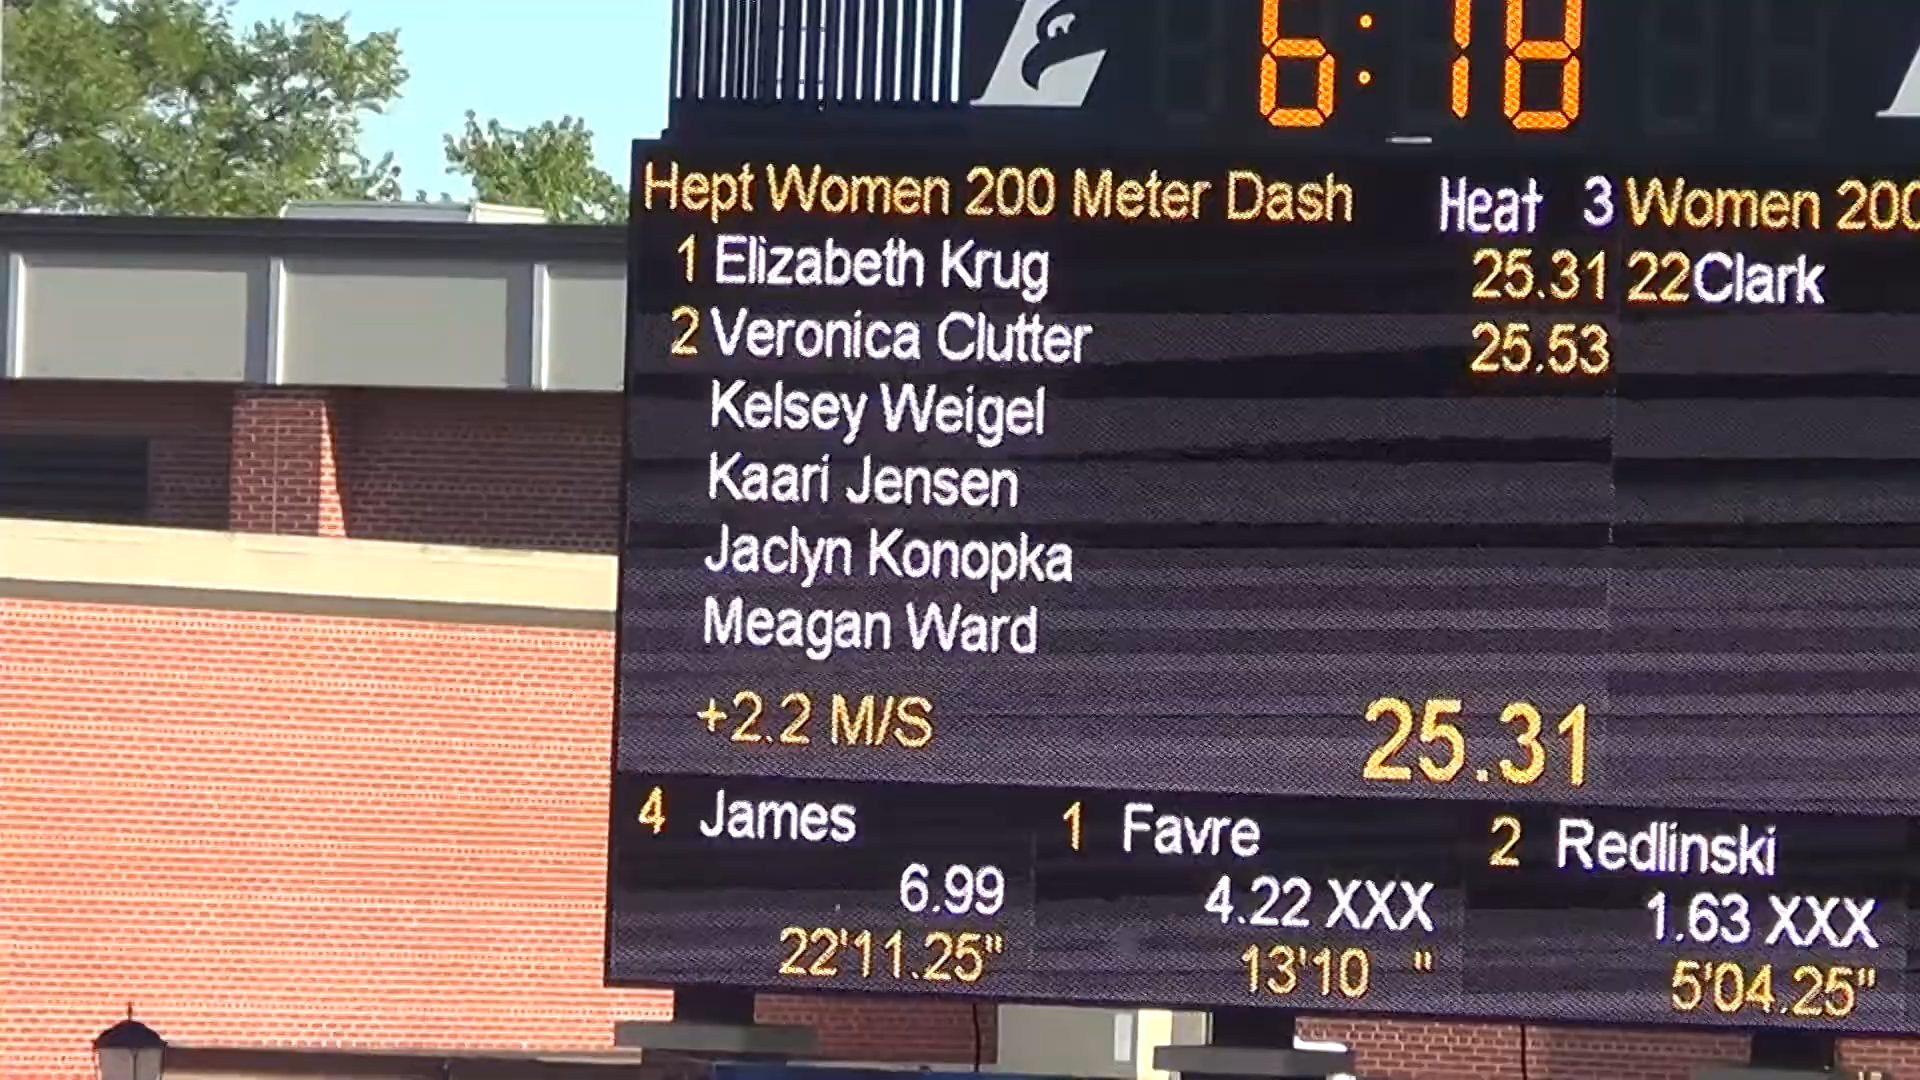 6:18
Hept Women 200 Meter Dash Heat 3
1 Elizabeth Krug 25.31
2 Veronica Clutter 25.53
Kelsey Weigel
Kaari Jensen
Jaclyn Konopka
Meagan Ward
+2.2 M/S 25.31
Women 200
22 Clark
4 James
6.99
22'11.25"
1 Favre
4.22 XXX
13'10 "
2 Redlinski
1.63 XXX
5'04.25"